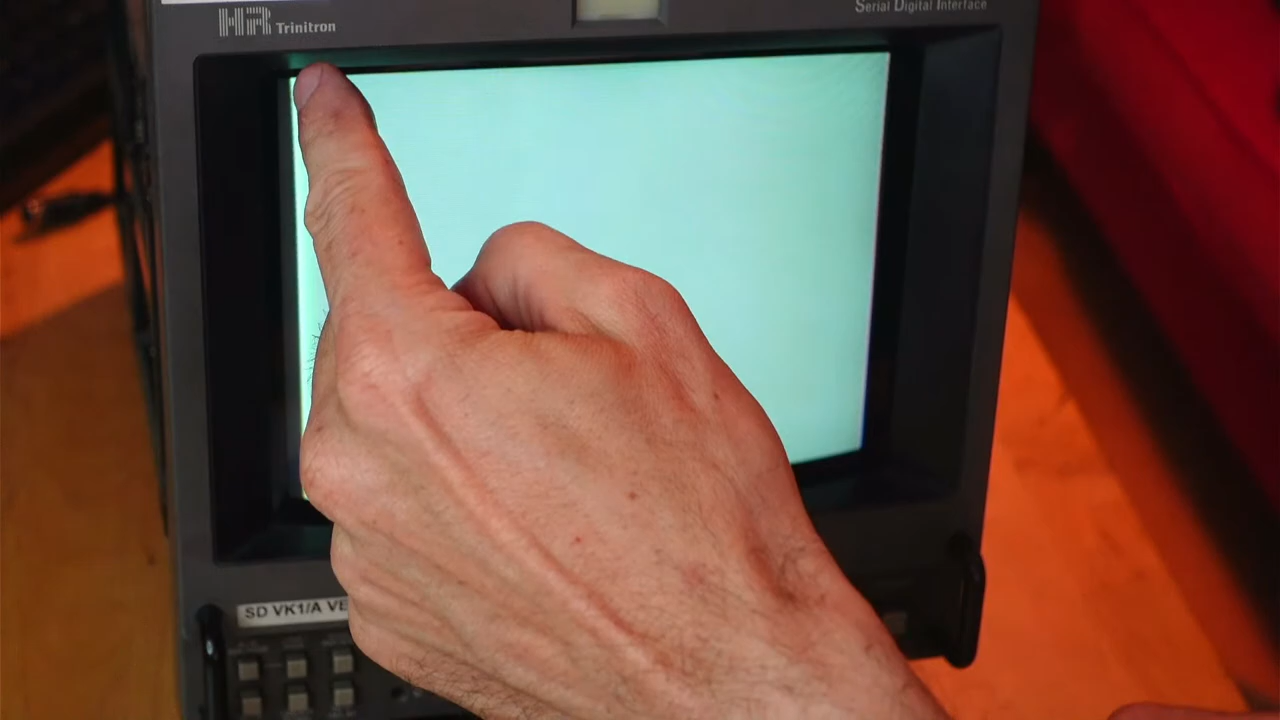 HR Trinitron
Serial Digital Interface
SD VK1/A VE